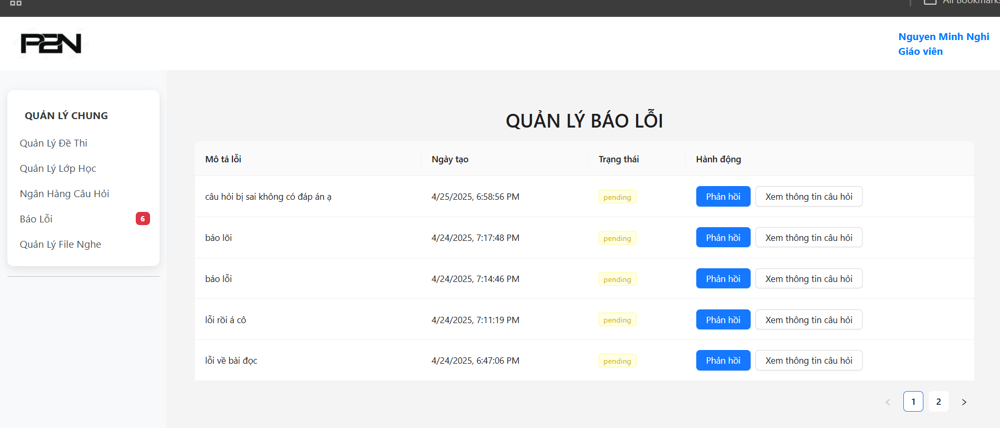 All Bookmarks
P2N
Nguyen Minh Nghi
Giáo viên
QUẢN LÝ CHUNG
Quản Lý Đề Thi
Quản Lý Lớp Học
Ngân Hàng Câu Hỏi
Báo Lỗi 6
Quản Lý File Nghe
QUẢN LÝ BÁO LỖI
Mô tả lỗi Ngày tạo Trạng thái Hành động
câu hỏi bị sai không có đáp án ạ 4/25/2025, 6:58:56 PM pending Phản hồi Xem thông tin câu hỏi
báo lõi 4/24/2025, 7:17:48 PM pending Phản hồi Xem thông tin câu hỏi
báo lỗi 4/24/2025, 7:14:46 PM pending Phản hồi Xem thông tin câu hỏi
lỗi rồi á cô 4/24/2025, 7:11:19 PM pending Phản hồi Xem thông tin câu hỏi
lỗi về bài đọc 4/24/2025, 6:47:06 PM pending Phản hồi Xem thông tin câu hỏi
< 1 2 >